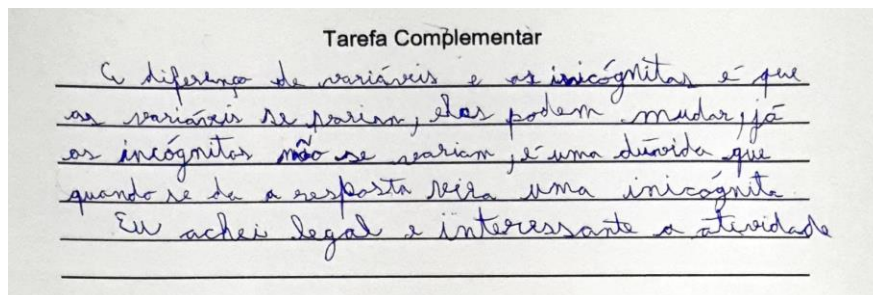 Tarefa Complementar
A diferença de variáveis e as inicógnitas é que
as variáveis se variam, elas podem mudar, já
as incógnitas não se variam, é uma dúvida que
quando se da a resposta vira uma inicógnita.
Eu achei legal e interessante a atividade